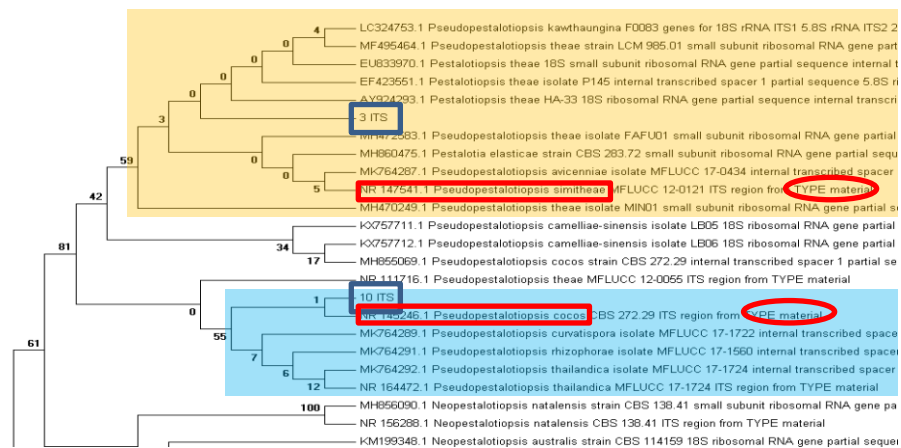 4
LC324753.1 Pseudopestalotiopsis kawthaungina F0083 genes for 18S rRNA ITS1 5.8S rRNA ITS2 2
0
MF495464.1 Pseudopestalotiopsis theae strain LCM 985.01 small subunit ribosomal RNA gene part
0
EU833970.1 Pestalotiopsis theae 18S small subunit ribosomal RNA gene partial sequence internal t
0
EF423551.1 Pestalotiopsis theae isolate P145 internal transcribed spacer 1 partial sequence 5.8S ri
0
AY924293.1 Pestalotiopsis theae HA-33 18S ribosomal RNA gene partial sequence internal transcri
3
3 ITS
0
MH472583.1 Pseudopestalotiopsis theae isolate FAFU01 small subunit ribosomal RNA gene partial
59
MH860475.1 Pestalotia elasticae strain CBS 283.72 small subunit ribosomal RNA gene partial sequ
0
MK764287.1 Pseudopestalotiopsis avicenniae isolate MFLUCC 17-0434 internal transcribed spacer
5
NR 147541.1 Pseudopestalotiopsis simitheae MFLUCC 12-0121 ITS region from TYPE material
42
MH470249.1 Pseudopestalotiopsis theae isolate MIN01 small subunit ribosomal RNA gene partial se
KX757711.1 Pseudopestalotiopsis camelliae-sinensis isolate LB05 18S ribosomal RNA gene partial
81
34
KX757712.1 Pseudopestalotiopsis camelliae-sinensis isolate LB06 18S ribosomal RNA gene partial
17
MH855069.1 Pseudopestalotiopsis cocos strain CBS 272.29 internal transcribed spacer 1 partial se
NR 111716.1 Pseudopestalotiopsis theae MFLUCC 12-0055 ITS region from TYPE material
0
1
10 ITS
NR 145246.1 Pseudopestalotiopsis cocos CBS 272.29 ITS region from TYPE material
55
MK764289.1 Pseudopestalotiopsis curvatispora isolate MFLUCC 17-1722 internal transcribed spacer
61
7
MK764291.1 Pseudopestalotiopsis rhizophorae isolate MFLUCC 17-1560 internal transcribed spacer
6
MK764292.1 Pseudopestalotiopsis thailandica isolate MFLUCC 17-1724 internal transcribed spacer
12
NR 164472.1 Pseudopestalotiopsis thailandica MFLUCC 17-1724 ITS region from TYPE material
100
MH856090.1 Neopestalotiopsis natalensis strain CBS 138.41 small subunit ribosomal RNA gene pa
NR 156288.1 Neopestalotiopsis natalensis CBS 138.41 ITS region from TYPE material
KM199348.1 Neopestalotiopsis australis strain CBS 114159 18S ribosomal RNA gene partial sequen